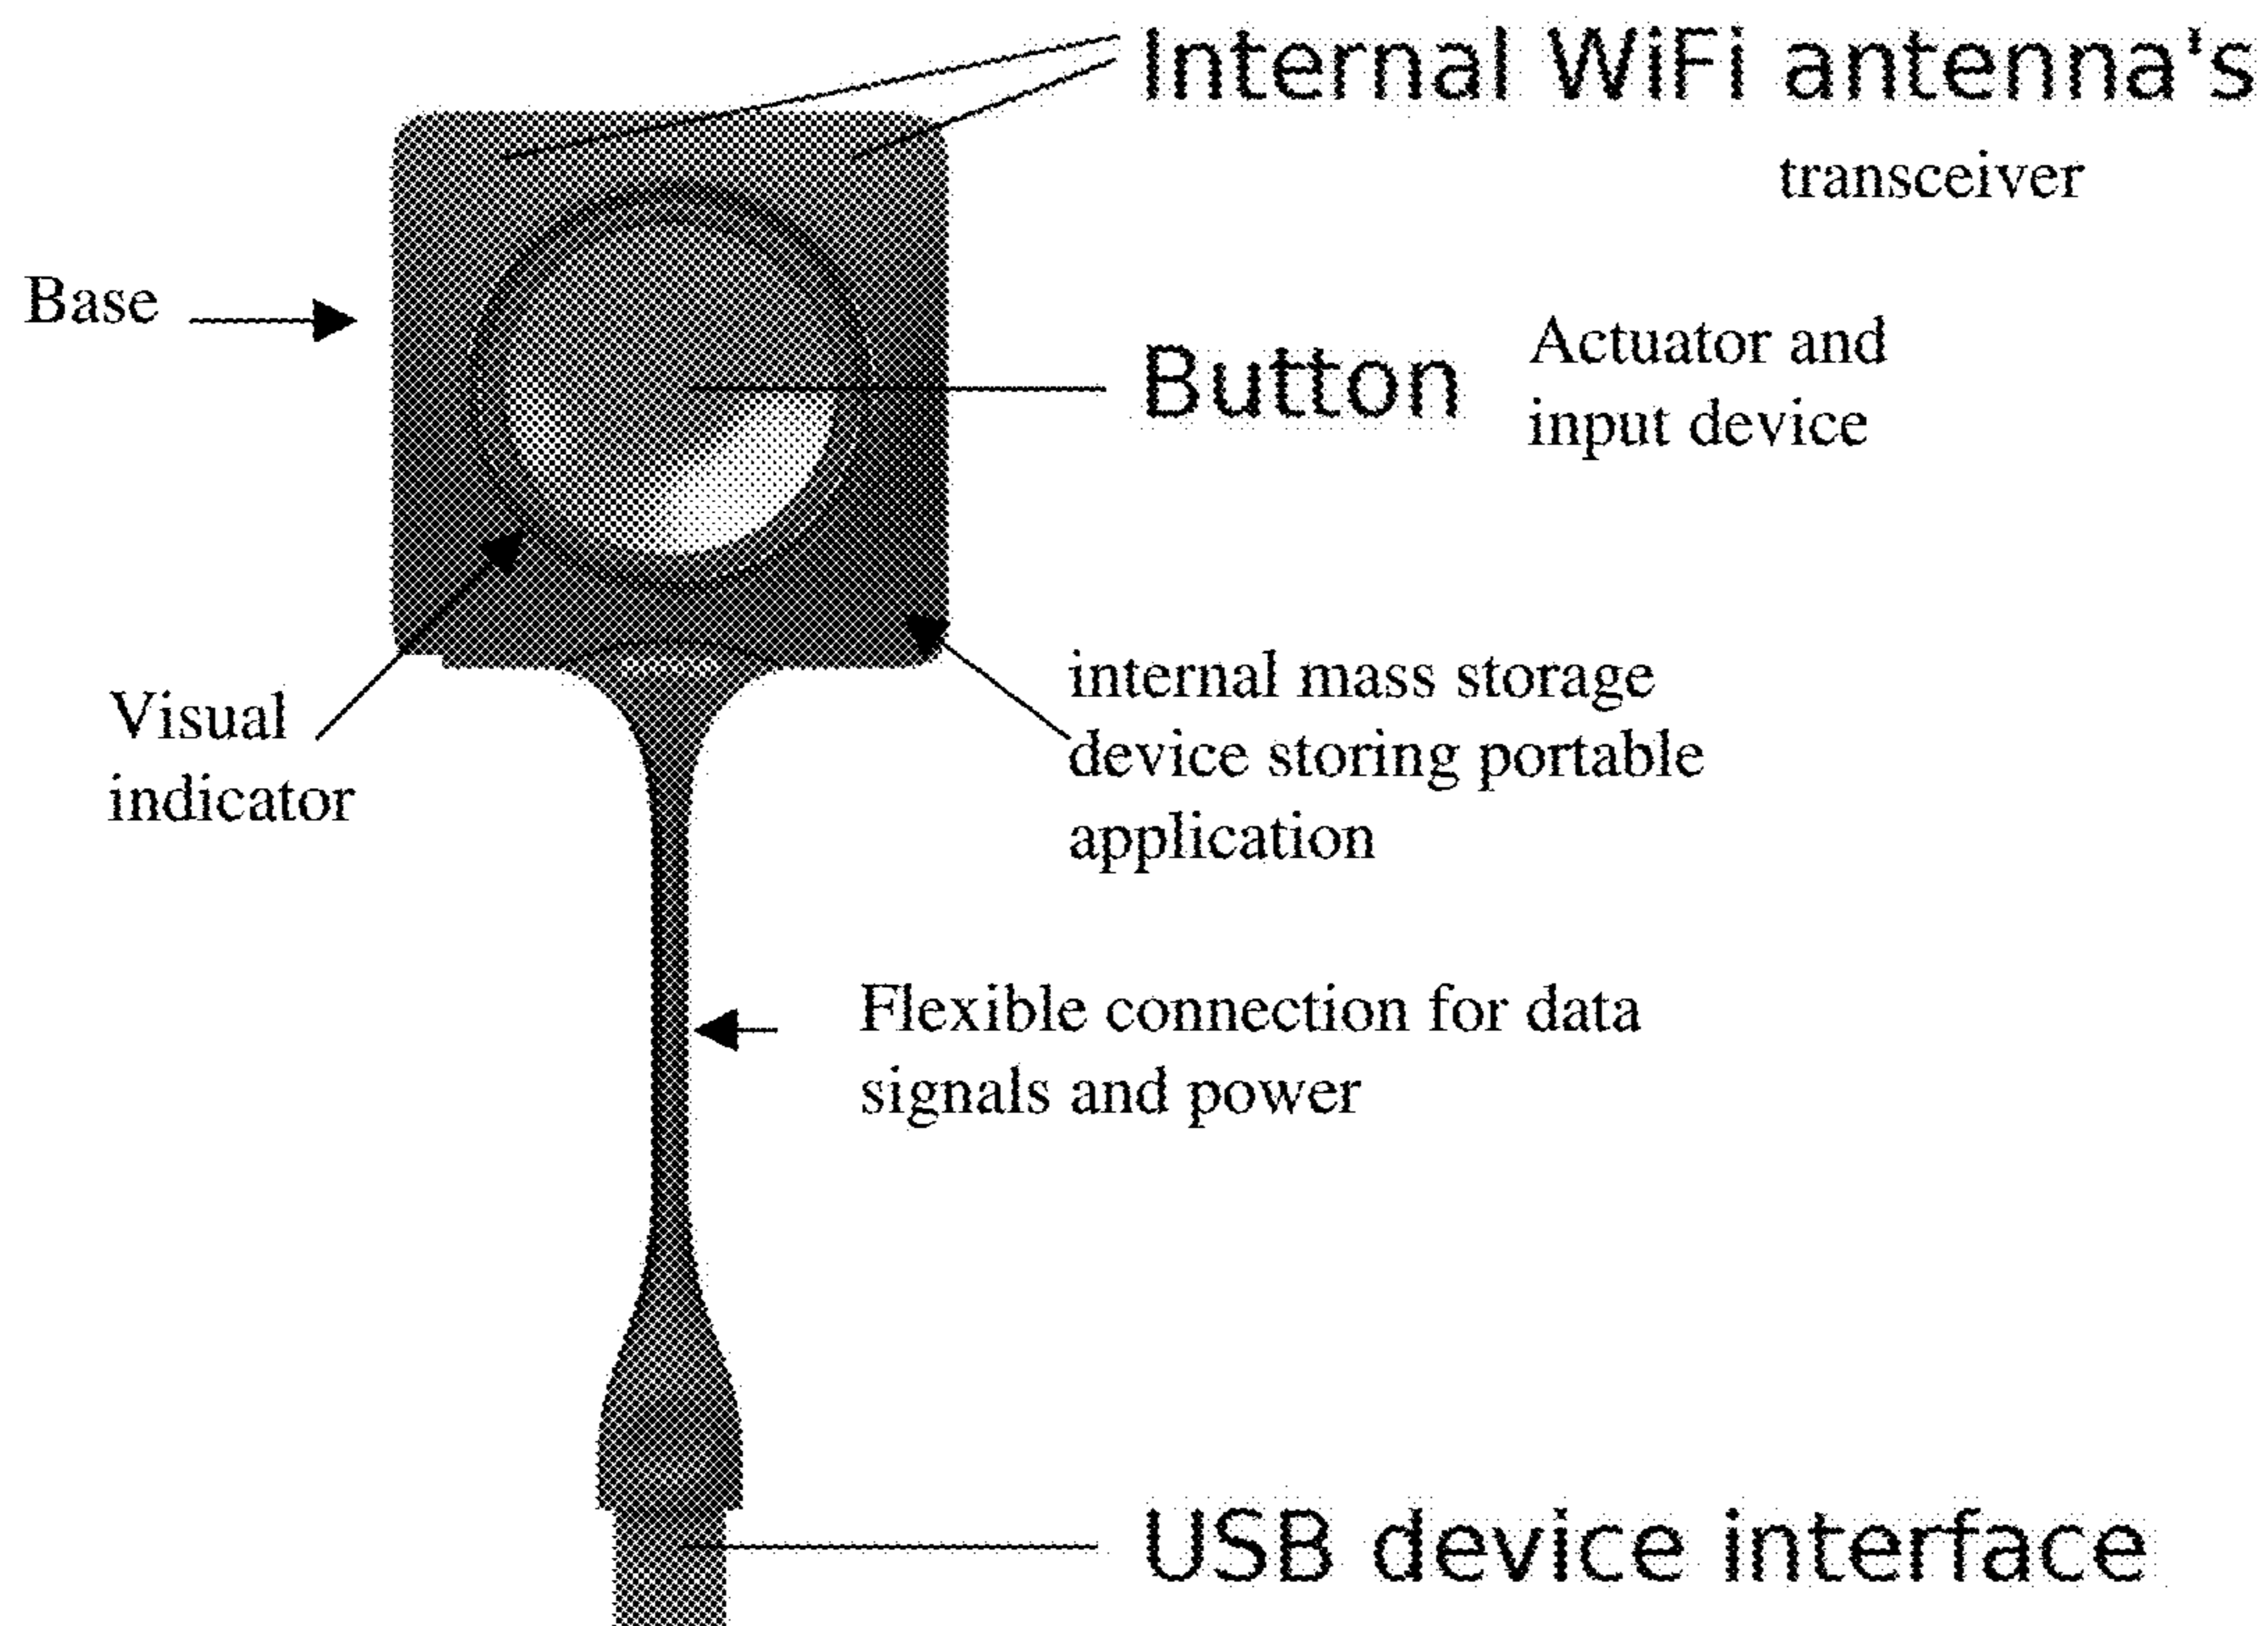 Internal WiFi antenna's
transceiver
Base
Button
Actuator and
input device
Visual
indicator
internal mass storage
device storing portable
application
Flexible connection for data
signals and power
USB device interface